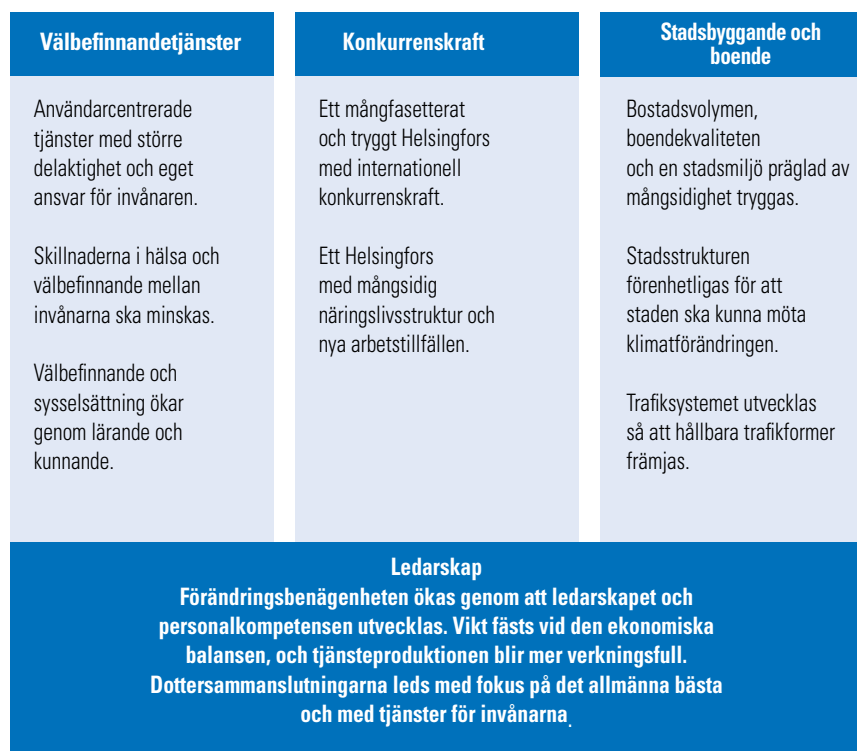 Välbefinnandetjänster
Användarcentrerade
tjänster med större
delaktighet och eget
ansvar för invånaren.
Skillnaderna i hälsa och
välbefinnande mellan
invånarna ska minskas.
Välbefinnande och
sysselsättning ökar
genom lärande och
kunnande.
Konkurrenskraft
Ett mångfasetterat
och tryggt Helsingfors
med internationell
konkurrenskraft.
Ett Helsingfors
med mångsidig
näringslivsstruktur och
nya arbetstillfällen.
Stadsbyggande och
boende
Bostadsvolymen,
boendekvaliteten
och en stadsmiljö präglad av
mångsidighet tryggas.
Stadsstrukturen
förenhetligas för att
staden ska kunna möta
klimatförändringen.
Trafiksystemet utvecklas
så att hållbara trafikformer
främjas.
Ledarskap
Förändringsbenägenheten ökas genom att ledarskapet och
personalkompetensen utvecklas. Vikt fästs vid den ekonomiska
balansen, och tjänsteproduktionen blir mer verkningsfull.
Dottersammanslutningarna leds med fokus på det allmänna bästa
och med tjänster för invånarna.